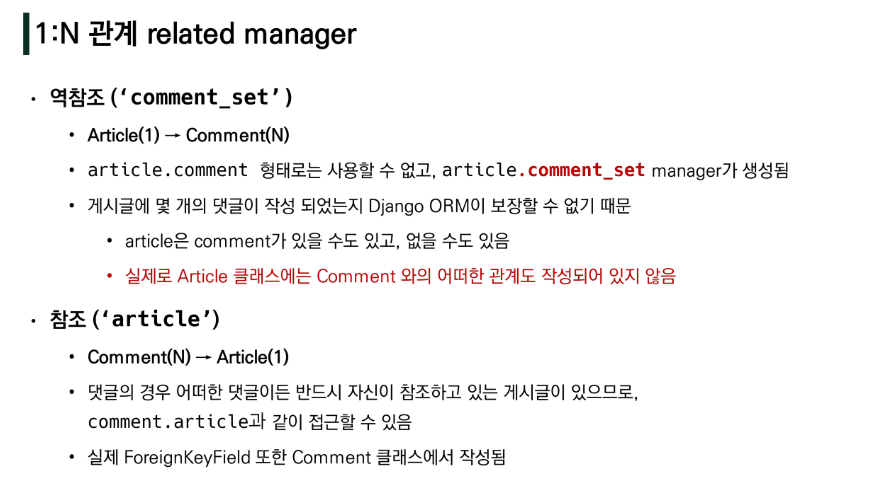 1:N 관계 related manager
• 역참조 (‘comment_set’)
• Article(1) → Comment(N)
• article.comment 형태로는 사용할 수 없고, article.comment_set manager가 생성됨
• 게시글에 몇 개의 댓글이 작성 되었는지 Django ORM이 보장할 수 없기 때문
• article은 comment가 있을 수도 있고, 없을 수도 있음
• 실제로 Article 클래스에는 Comment 와의 어떠한 관계도 작성되어 있지 않음
• 참조 (‘article’)
• Comment(N) → Article(1)
• 댓글의 경우 어떠한 댓글이든 반드시 자신이 참조하고 있는 게시글이 있으므로,
comment.article과 같이 접근할 수 있음
• 실제 ForeignKeyField 또한 Comment 클래스에서 작성됨